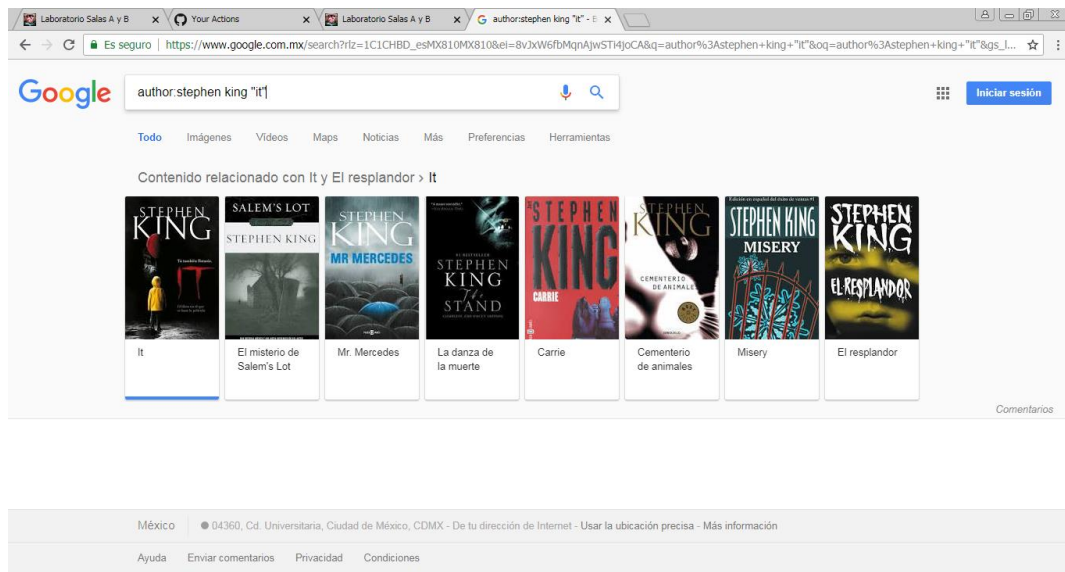 Laboratorio Salas A y B
Your Actions
Laboratorio Salas A y B
author:stephen king "it" - B
Es seguro
https://www.google.com.mx/search?rlz=1C1CHBD_esMX810MX810&ei=8vJxW6fbMqnAjwSTi4joCA&q=author%3Astephen+king+"it"&oq=author%3Astephen+king+"it"&gs_l...
Google
author:stephen king "it"
Iniciar sesión
Todo Imágenes Vídeos Maps Noticias Más Preferencias Herramientas
Contenido relacionado con It y El resplandor > It
STEPHEN
KING
IT
SALEM'S LOT
STEPHEN KING
STEPHEN
KING
MR MERCEDES
STEPHEN
KING
The
STAND
STEPHEN
KING
CARRIE
STEPHEN
KING
CEMENTERIO
DE ANIMALES
STEPHEN KING
MISERY
STEPHEN
KING
EL RESPLANDOR
It
El misterio de
Salem's Lot
Mr. Mercedes
La danza de
la muerte
Carrie
Cementerio
de animales
Misery
El resplandor
Comentarios
México
04360, Cd. Universitaria, Ciudad de México, CDMX - De tu dirección de Internet - Usar la ubicación precisa - Más información
Ayuda Enviar comentarios Privacidad Condiciones